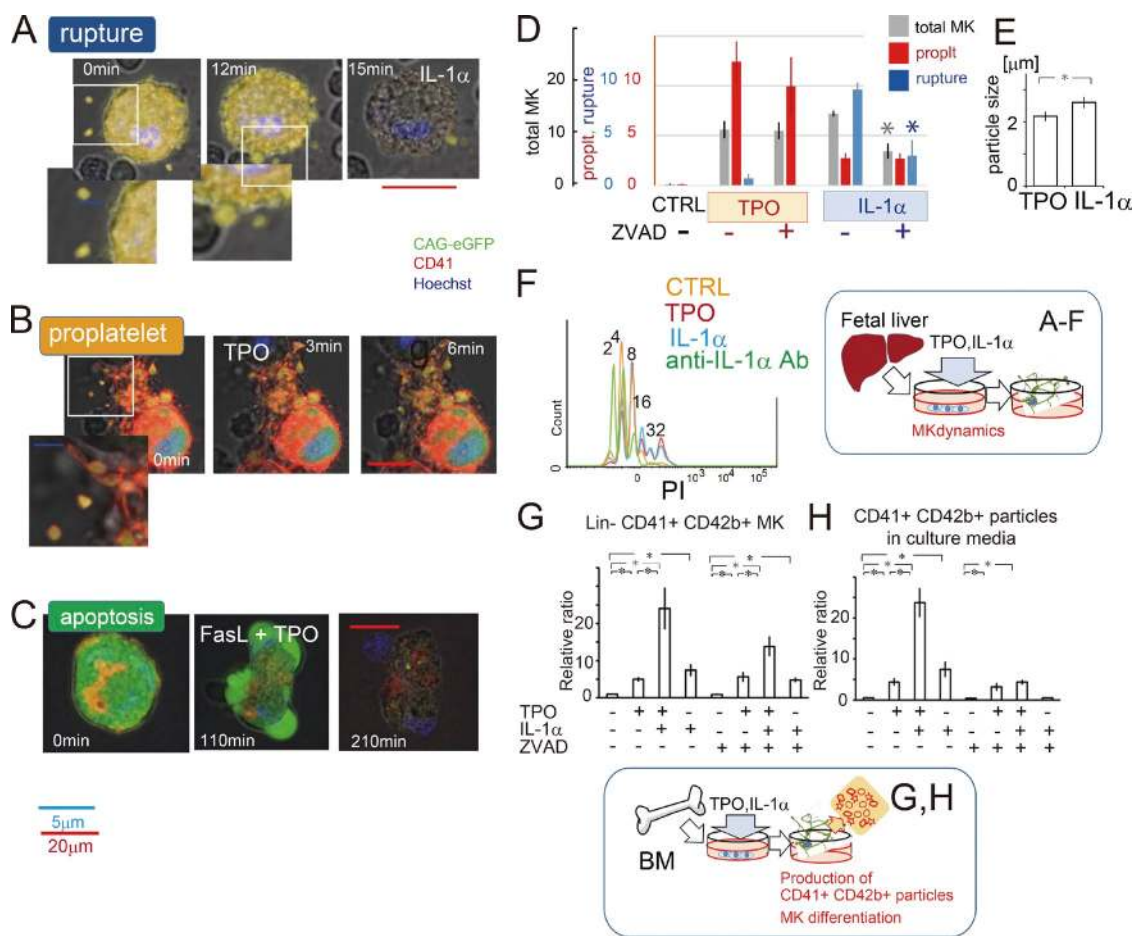 A
rupture
0min
12min
15min
IL-1α
CAG-eGFP
CD41
Hoechst
B
proplatelet
0min
TPO
3min
6min
C
apoptosis
0min
FasL + TPO
110min
210min
5μm
20μm
D
total MK
proplt, rupture
20
10
0
10
5
0
10
5
0
total MK
proplt
rupture
*
*
CTRL
TPO
IL-1α
ZVAD - - + - +
E
[μm]
particle size
2
0
*
TPO IL-1α
F
CTRL
TPO
IL-1α
anti-IL-1α Ab
Count
0
2
4
8
16
32
0 10³ 10⁴ 10⁵
PI
Fetal liver
A-F
TPO,IL-1α
MKdynamics
G
Lin- CD41+ CD42b+ MK
Relative ratio
20
10
0
* * * * * * * *
H
CD41+ CD42b+ particles
in culture media
Relative ratio
20
10
0
* * * * * *
TPO - + + - - + + - - + + - - + + -
IL-1α - - + + - - + + - - + + - - + +
ZVAD - - - - + + + + - - - - + + + +
TPO,IL-1α
G,H
BM
Production of
CD41+ CD42b+ particles
MK differentiation